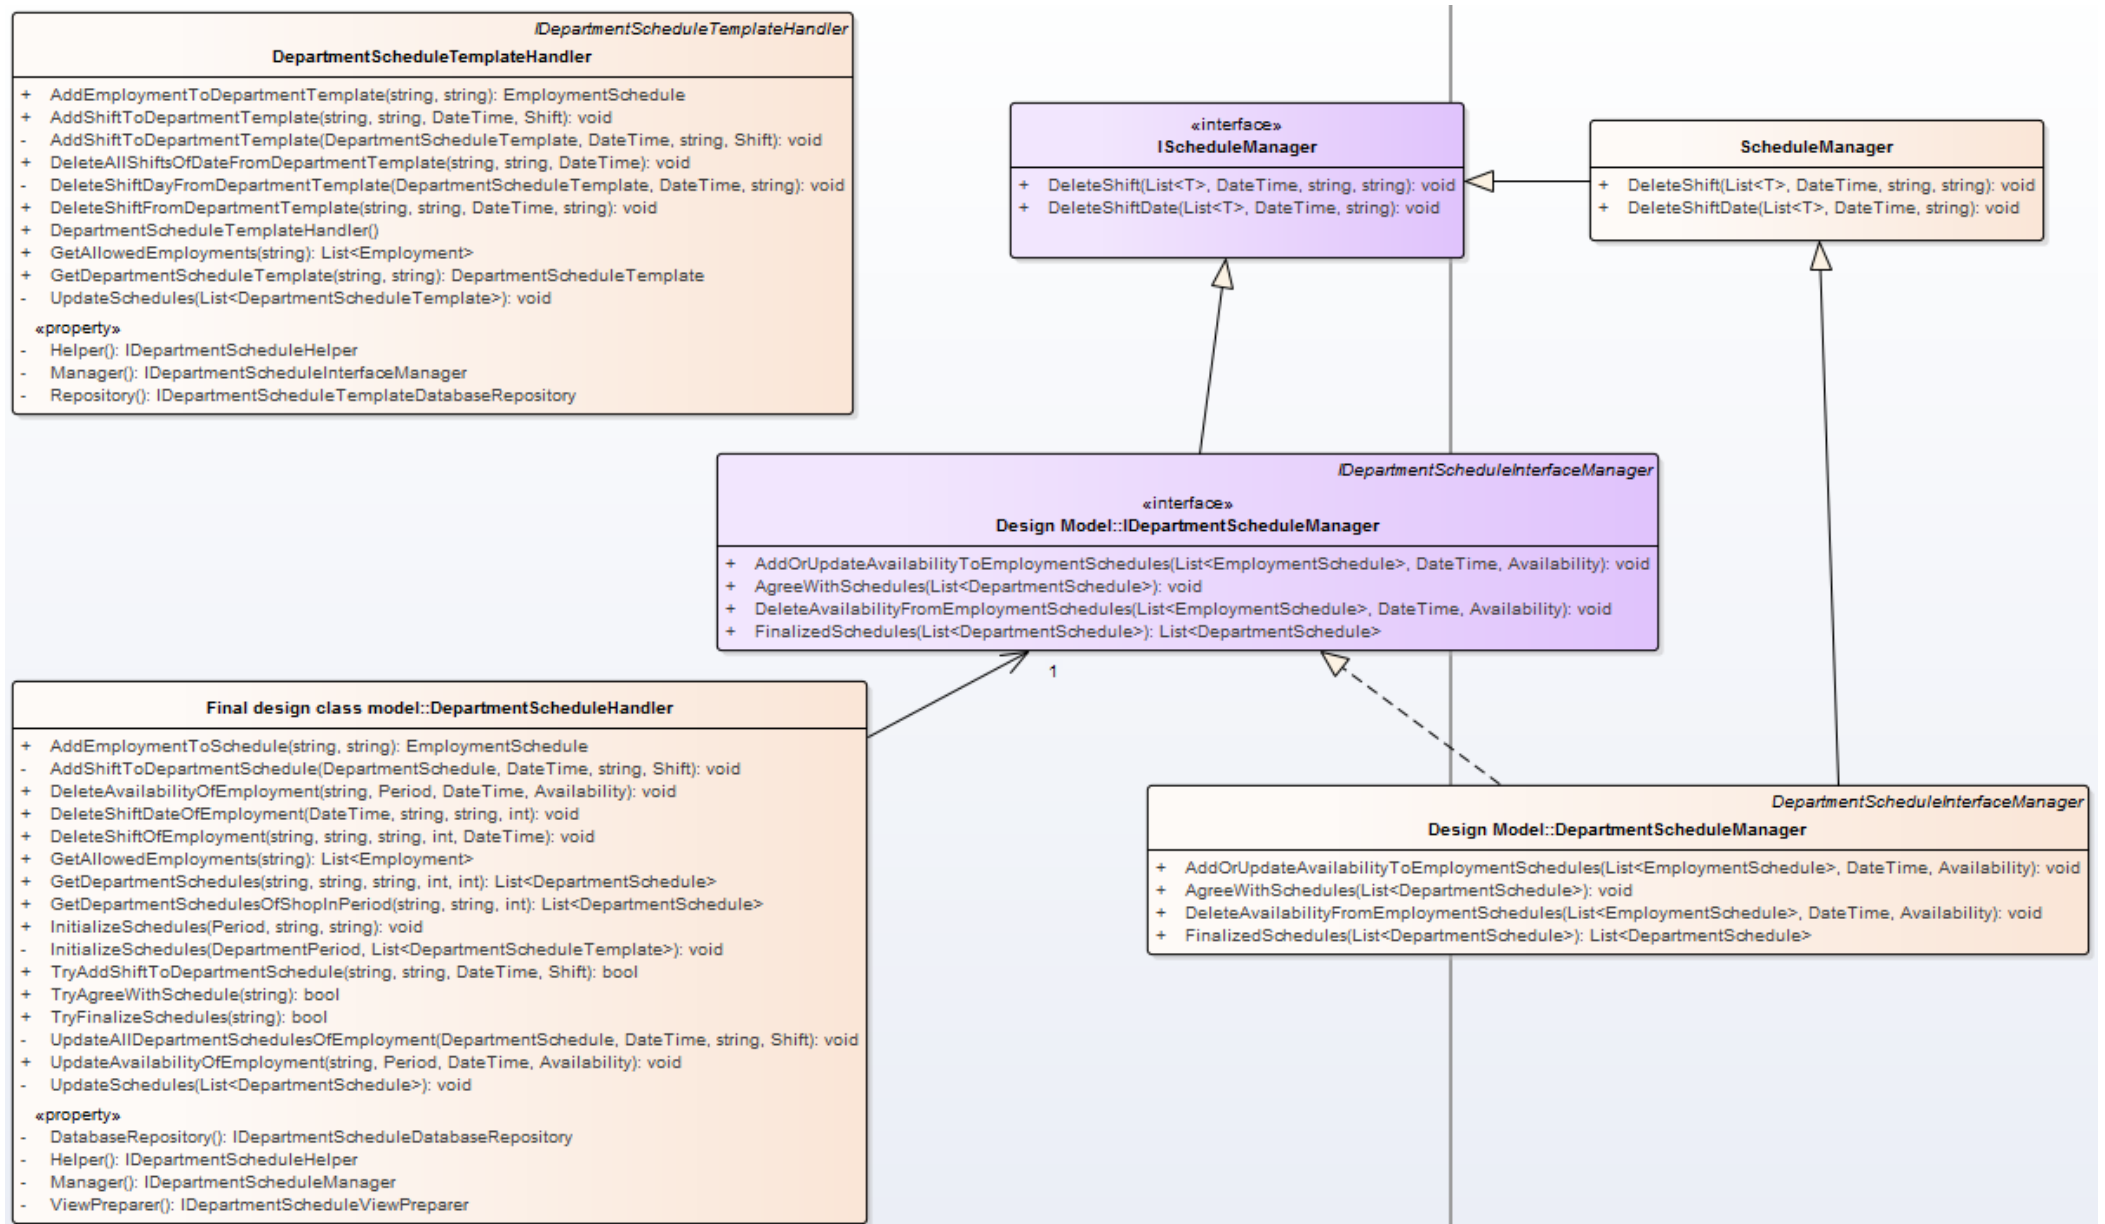 IDepartmentScheduleTemplateHandler
DepartmentScheduleTemplateHandler
+ AddEmploymentToDepartmentTemplate(string, string): EmploymentSchedule
+ AddShiftToDepartmentTemplate(string, string, DateTime, Shift): void
- AddShiftToDepartmentTemplate(DepartmentScheduleTemplate, DateTime, string, Shift): void
+ DeleteAllShiftsOfDateFromDepartmentTemplate(string, string, DateTime): void
- DeleteShiftDayFromDepartmentTemplate(DepartmentScheduleTemplate, DateTime, string): void
+ DeleteShiftFromDepartmentTemplate(string, string, DateTime, string): void
+ DepartmentScheduleTemplateHandler()
+ GetAllowedEmployments(string): List<Employment>
+ GetDepartmentScheduleTemplate(string, string): DepartmentScheduleTemplate
- UpdateSchedules(List<DepartmentScheduleTemplate>): void
«property»
- Helper(): IDepartmentScheduleHelper
- Manager(): IDepartmentScheduleInterfaceManager
- Repository(): IDepartmentScheduleTemplateDatabaseRepository
«interface»
IScheduleManager
+ DeleteShift(List<T>, DateTime, string, string): void
+ DeleteShiftDate(List<T>, DateTime, string): void
ScheduleManager
+ DeleteShift(List<T>, DateTime, string, string): void
+ DeleteShiftDate(List<T>, DateTime, string): void
IDepartmentScheduleInterfaceManager
«interface»
Design Model::IDepartmentScheduleManager
+ AddOrUpdateAvailabilityToEmploymentSchedules(List<EmploymentSchedule>, DateTime, Availability): void
+ AgreeWithSchedules(List<DepartmentSchedule>): void
+ DeleteAvailabilityFromEmploymentSchedules(List<EmploymentSchedule>, DateTime, Availability): void
+ FinalizedSchedules(List<DepartmentSchedule>): List<DepartmentSchedule>
1
Final design class model::DepartmentScheduleHandler
+ AddEmploymentToSchedule(string, string): EmploymentSchedule
- AddShiftToDepartmentSchedule(DepartmentSchedule, DateTime, string, Shift): void
+ DeleteAvailabilityOfEmployment(string, Period, DateTime, Availability): void
+ DeleteShiftDateOfEmployment(DateTime, string, string, int): void
+ DeleteShiftOfEmployment(string, string, string, int, DateTime): void
+ GetAllowedEmployments(string): List<Employment>
+ GetDepartmentSchedules(string, string, string, int, int): List<DepartmentSchedule>
+ GetDepartmentSchedulesOfShopInPeriod(string, string, int): List<DepartmentSchedule>
+ InitializeSchedules(Period, string, string): void
- InitializeSchedules(DepartmentPeriod, List<DepartmentScheduleTemplate>): void
+ TryAddShiftToDepartmentSchedule(string, string, DateTime, Shift): bool
+ TryAgreeWithSchedule(string): bool
+ TryFinalizeSchedules(string): bool
- UpdateAllDepartmentSchedulesOfEmployment(DepartmentSchedule, DateTime, string, Shift): void
+ UpdateAvailabilityOfEmployment(string, Period, DateTime, Availability): void
- UpdateSchedules(List<DepartmentSchedule>): void
«property»
- DatabaseRepository(): IDepartmentScheduleDatabaseRepository
- Helper(): IDepartmentScheduleHelper
- Manager(): IDepartmentScheduleManager
- ViewPreparer(): IDepartmentScheduleViewPreparer
DepartmentScheduleInterfaceManager
Design Model::DepartmentScheduleManager
+ AddOrUpdateAvailabilityToEmploymentSchedules(List<EmploymentSchedule>, DateTime, Availability): void
+ AgreeWithSchedules(List<DepartmentSchedule>): void
+ DeleteAvailabilityFromEmploymentSchedules(List<EmploymentSchedule>, DateTime, Availability): void
+ FinalizedSchedules(List<DepartmentSchedule>): List<DepartmentSchedule>